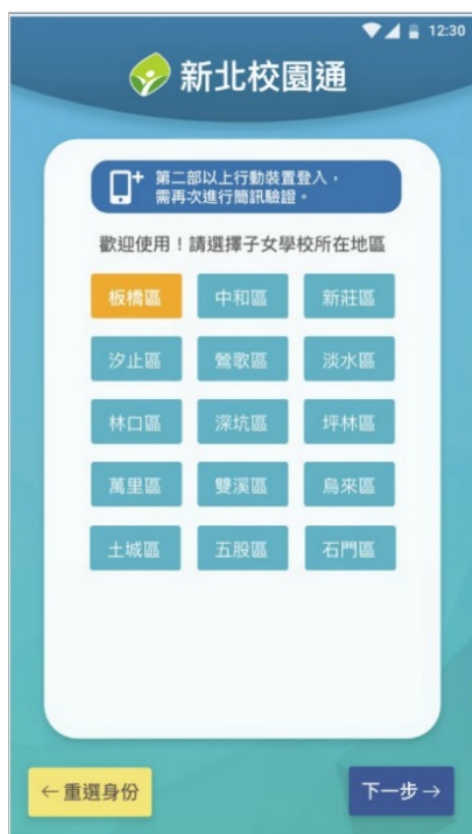 12:30
新北校園通
第二部以上行動裝置登入，
需再次進行簡訊驗證。
歡迎使用！請選擇子女學校所在地區
板橋區 中和區 新莊區
汐止區 鶯歌區 淡水區
林口區 深坑區 坪林區
萬里區 雙溪區 烏來區
土城區 五股區 石門區
←重選身份 下一步→